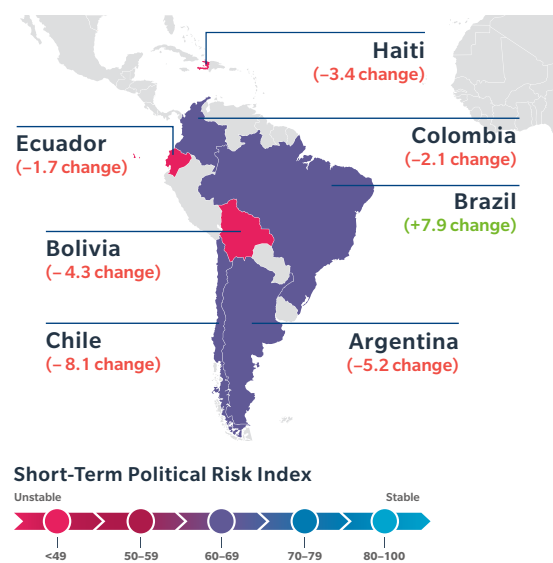 Haiti
(−3.4 change)
Ecuador
(−1.7 change)
Colombia
(−2.1 change)
Brazil
(+7.9 change)
Bolivia
(− 4.3 change)
Chile
(− 8.1 change)
Argentina
(−5.2 change)
Short-Term Political Risk Index
Unstable
Stable
<49
50–59
60–69
70–79
80–100